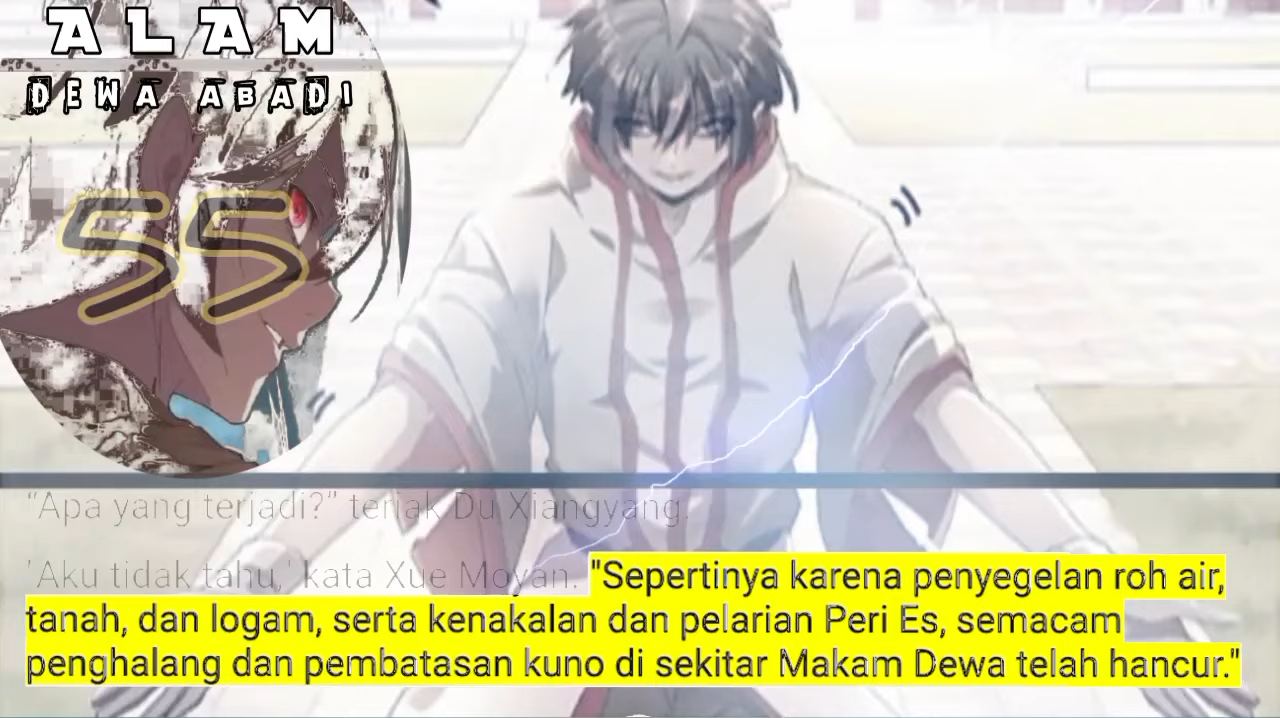 ALAM
DEWA ABADI
55
“Apa yang terjadi?” teriak Du Xiangyang.
'Aku tidak tahu,' kata Xue Moyan. "Sepertinya karena penyegelan roh air,
tanah, dan logam, serta kenakalan dan pelarian Peri Es, semacam
penghalang dan pembatasan kuno di sekitar Makam Dewa telah hancur."